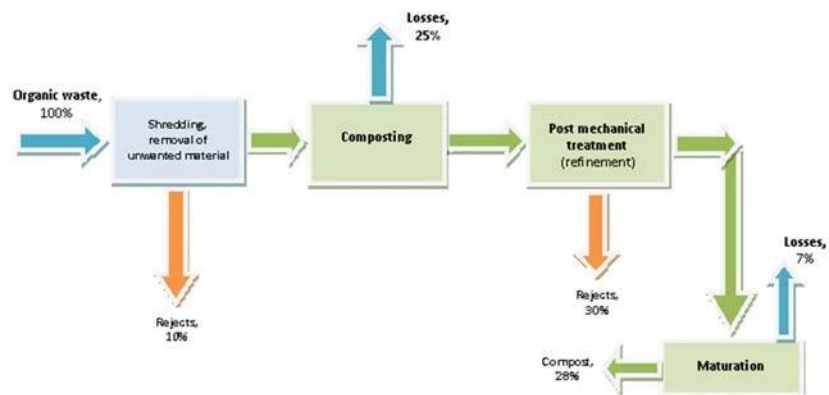 Losses,
25%
Organic waste,
100%
Shredding,
removal of
unwanted material
Composting
Post mechanical
treatment
(refinement)
Losses,
7%
Rejects,
10%
Rejects,
30%
Compost,
28%
Maturation